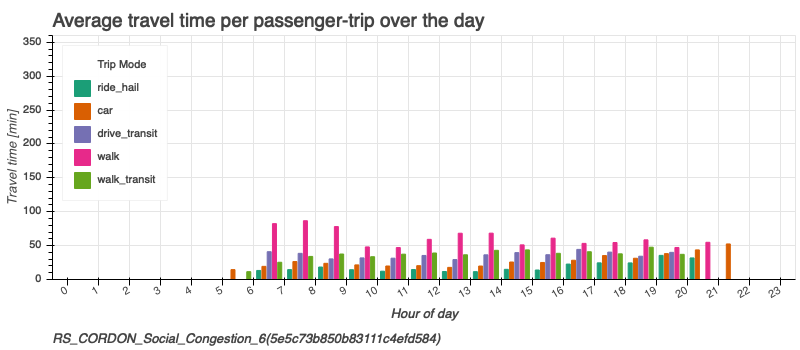 Average travel time per passenger-trip over the day
Travel time [min]
350
300
250
200
150
100
50
0
Trip Mode
ride_hail
car
drive_transit
walk
walk_transit
0 1 2 3 4 5 6 7 8 9 10 11 12 13 14 15 16 17 18 19 20 21 22 23
Hour of day
RS_CORDON_Social_Congestion_6(5e5c73b850b83111c4efd584)